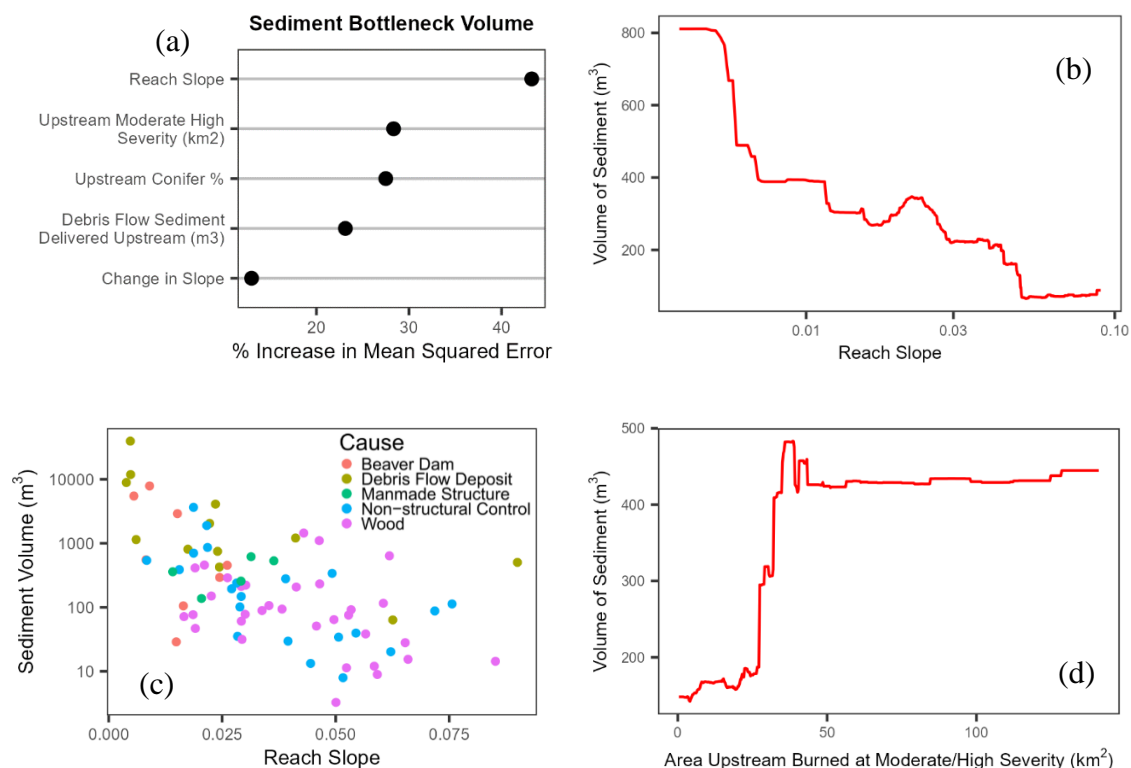 Sediment Bottleneck Volume
(a)
Reach Slope
Upstream Moderate High
Severity (km2)
Upstream Conifer %
Debris Flow Sediment
Delivered Upstream (m3)
Change in Slope
20 30 40
% Increase in Mean Squared Error
(b)
Volume of Sediment (m³)
800
600
400
200
0.01 0.03 0.10
Reach Slope
Sediment Volume (m³)
10000
1000
100
10
Cause
Beaver Dam
Debris Flow Deposit
Manmade Structure
Non−structural Control
Wood
(c)
0.000 0.025 0.050 0.075
Reach Slope
Volume of Sediment (m³)
500
400
300
200
(d)
0 50 100
Area Upstream Burned at Moderate/High Severity (km²)